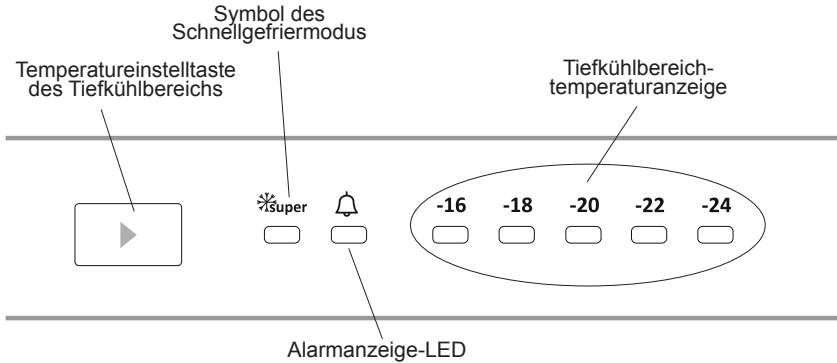 Symbol des
Schnellgefriermodus
Temperatureinstelltaste
des Tiefkühlbereichs
Tiefkühlbereich-
temperaturanzeige
super
-16 -18 -20 -22 -24
Alarmanzeige-LED